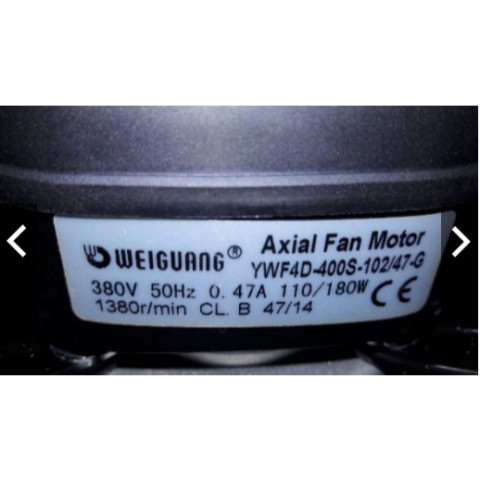 WEIGUANG® Axial Fan Motor
YWF4D-400S-102/47-G
380V 50Hz 0.47A 110/180W CE
1380r/min CL. B 47/14